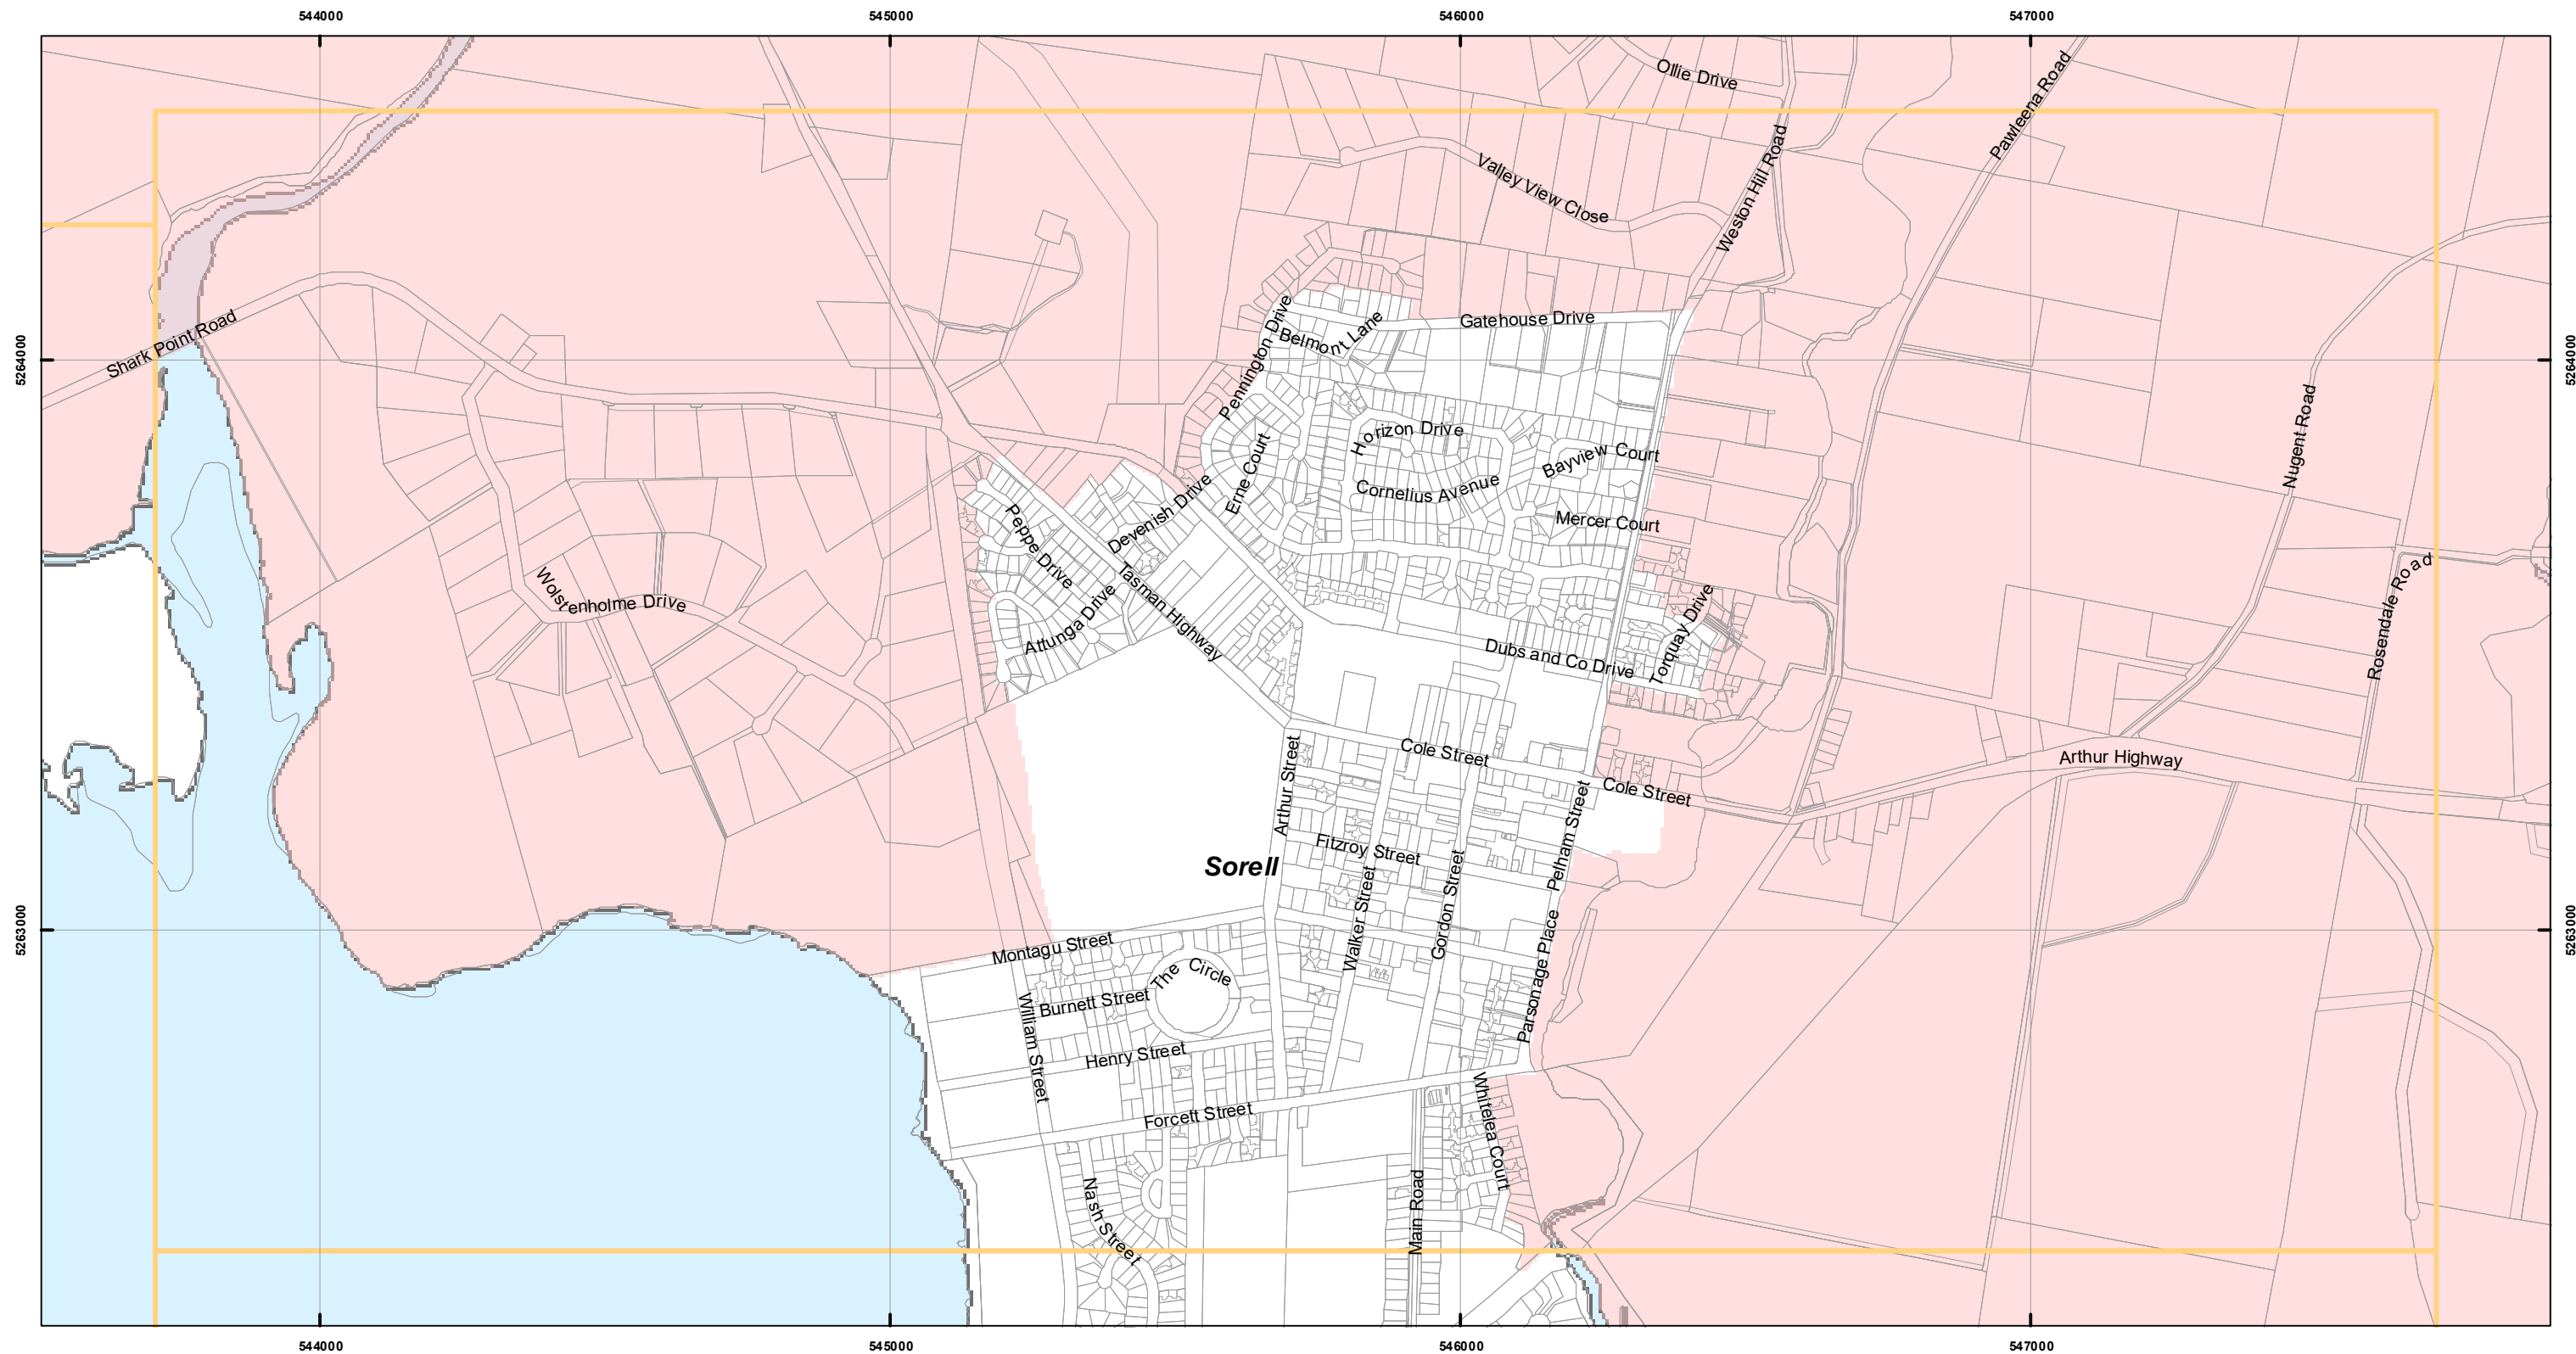 544000
545000
546000
547000
Ollie Drive
Pawleena Road
Weston Hill Road
Valley View Close
Shark Point Road
5264000
5264000
Pennington Drive
Belmont Lane
Gatehouse Drive
Nugent Road
Horizon Drive
Erne Court
Bayview Court
Cornelius Avenue
Mercer Court
Devenish Drive
Peppe Drive
Tasman Highway
Attunga Drive
Wolstenholme Drive
Torquay Drive
Dubs and Co Drive
Rosendale Road
Cole Street
Arthur Highway
Cole Street
Arthur Street
Pelham Street
Fitzroy Street
Sorell
Walker Street
Gordon Street
5263000
5263000
Montagu Street
The Circle
Parsonage Place
Burnett Street
William Street
Henry Street
Whitelea Court
Forcett Street
Nash Street
Main Road
544000
545000
546000
547000